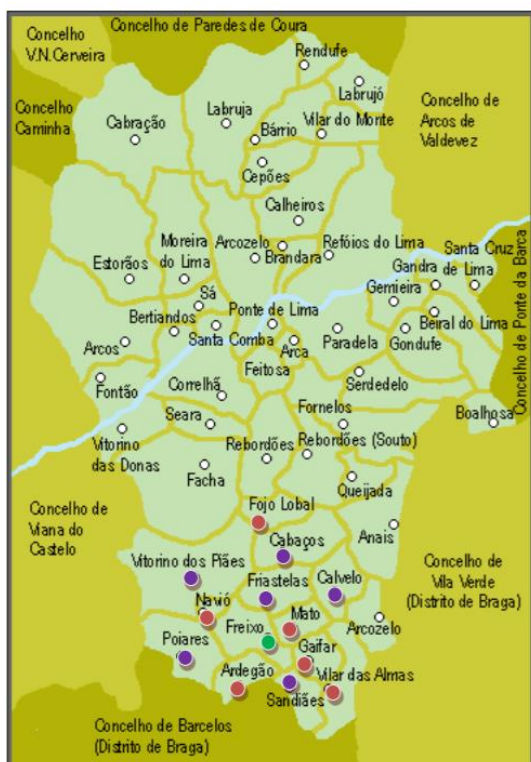 Concelho de Paredes de Coura
Concelho
V.N.Cerveira
Rendufe
Concelho
Caminha
Labruja
Labrujó
Concelho de
Arcos de
Valdevez
Cabração
Bárrio
Vilar do Monte
Cepões
Calheiros
Moreira
do Lima
Arcozelo
Refóios do Lima
Santa Cruz
de Lima
Brandara
Estorãos
Gandra
Gemieira
Sá
Ponte de Lima
Bertiandos
Santa Comba
Beiral do Lima
Arcos
Arca
Paradela
Gondufe
Concelho de Ponte da Barca
Feitosa
Fontão
Correlhã
Serdedelo
Boalhosa
Seara
Fornelos
Vitorino
das Donas
Rebordões
Rebordões (Souto)
Facha
Queijada
Fojo Lobal
Concelho de
Viana do
Castelo
Cabaços
Anais
Vitorino dos Plães
Friastelas
Calvelo
Concelho de
Vila Verde
(Distrito de Braga)
Navió
Mato
Freixo
Arcozelo
Poiares
Gaifar
Ardegão
Vilar das Almas
Sandiães
Concelho de Barcelos
(Distrito de Braga)